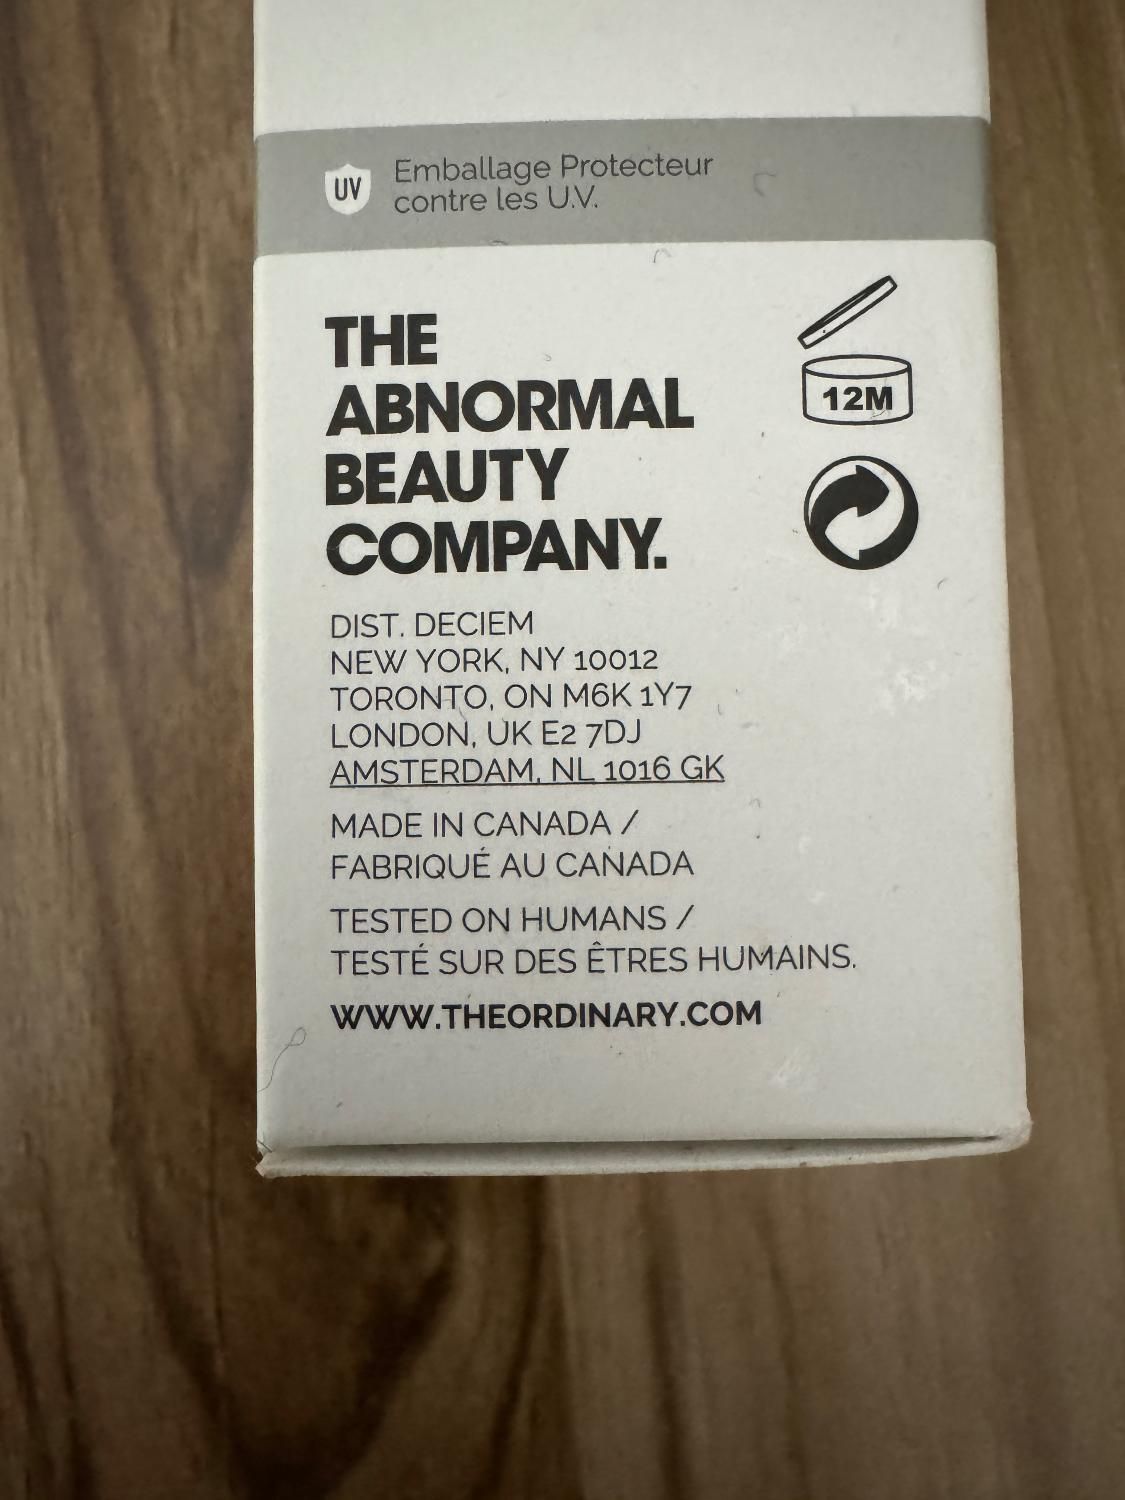 UV
Emballage Protecteur
contre les U.V.
THE
ABNORMAL
BEAUTY
COMPANY.
12M
DIST. DECIEM
NEW YORK, NY 10012
TORONTO, ON M6K 1Y7
LONDON, UK E2 7DJ
AMSTERDAM, NL 1016 GK
MADE IN CANADA /
FABRIQUÉ AU CANADA
TESTED ON HUMANS /
TESTÉ SUR DES ÊTRES HUMAINS.
WWW.THEORDINARY.COM